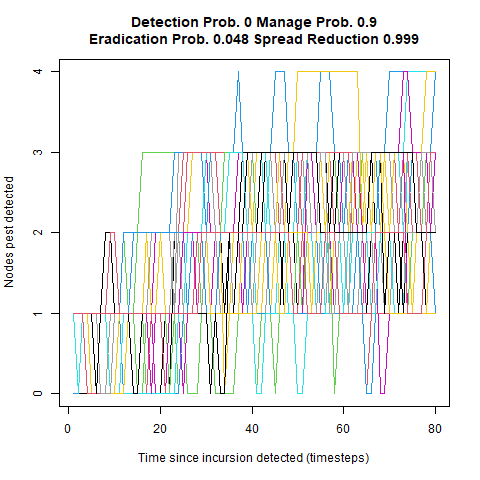 Detection Prob. 0 Manage Prob. 0.9
Eradication Prob. 0.048 Spread Reduction 0.999
Nodes pest detected
4
3
2
1
0
0 20 40 60 80
Time since incursion detected (timesteps)